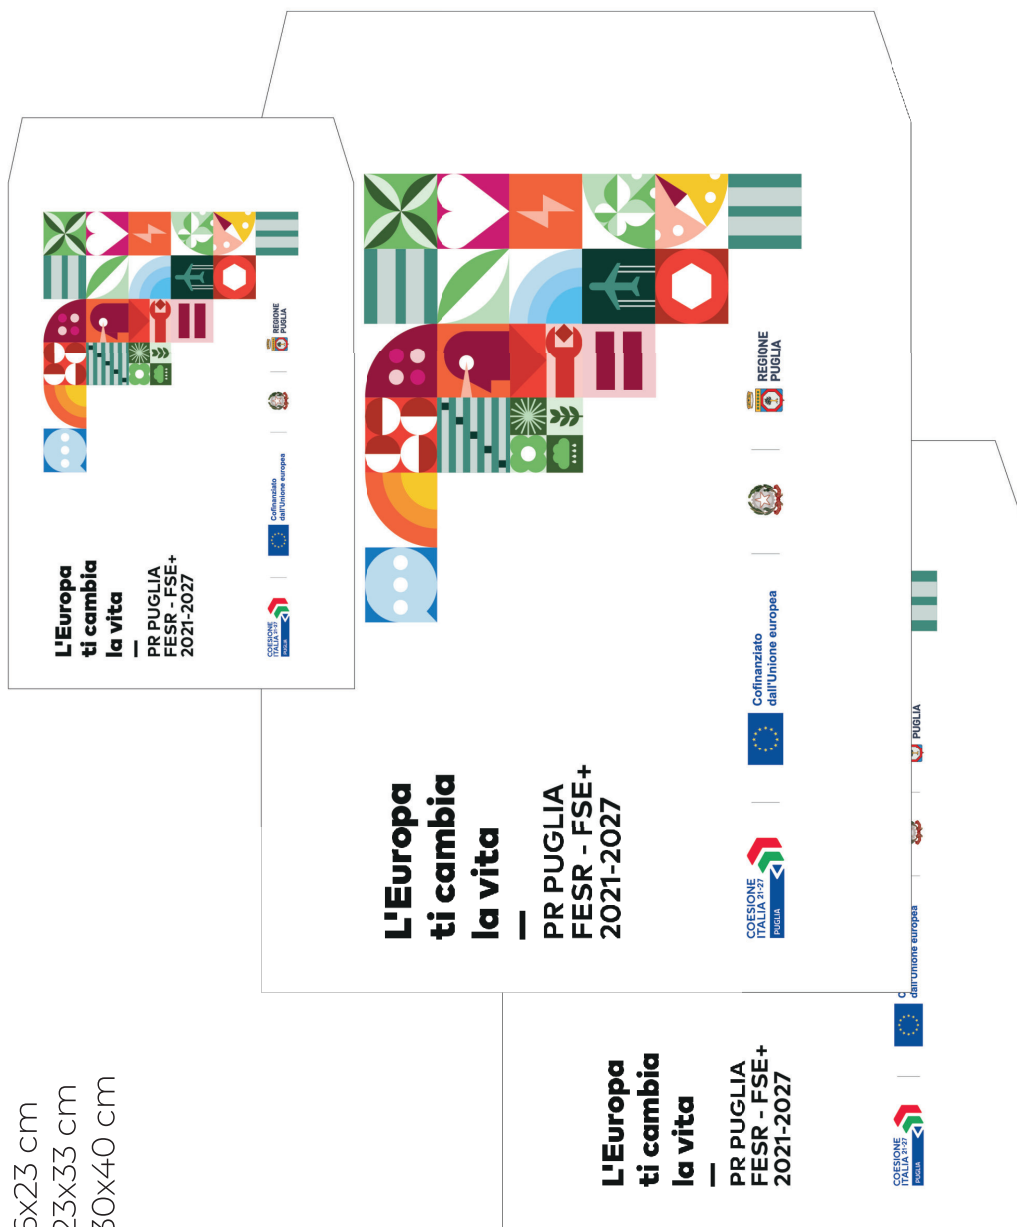 L'Europa
ti cambia
la vita
PR PUGLIA
FESR - FSE+
2021-2027
COESIONE
ITALIA 21-27
PUGLIA
Cofinanziato
dall'Unione europea
REGIONE
PUGLIA
L'Europa
ti cambia
la vita
PR PUGLIA
FESR - FSE+
2021-2027
COESIONE
ITALIA 21-27
PUGLIA
Cofinanziato
dall'Unione europea
REGIONE
PUGLIA
L'Europa
ti cambia
la vita
PR PUGLIA
FESR - FSE+
2021-2027
COESIONE
ITALIA 21-27
PUGLIA
dall'Unione europea
PUGLIA
6x23 cm
23x33 cm
30x40 cm